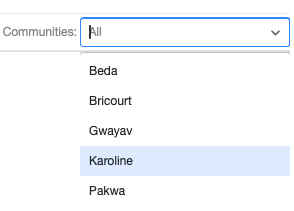 Communities: All
Beda
Bricourt
Gwayav
Karoline
Pakwa